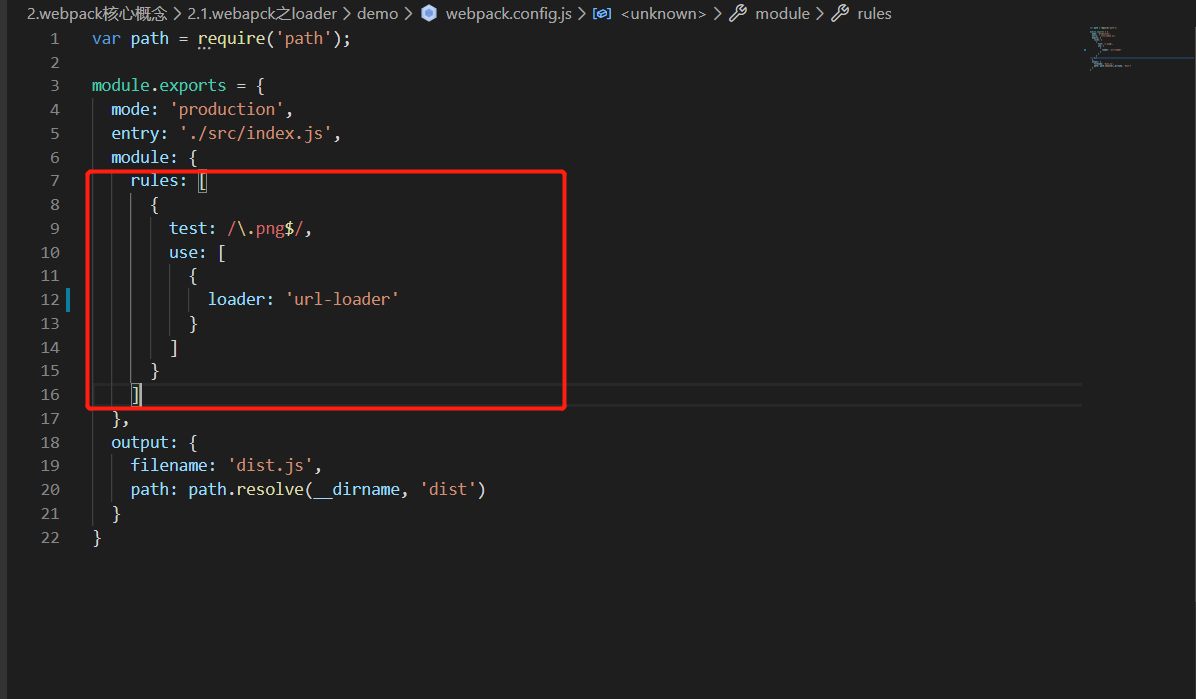 2.webpack核心概念 > 2.1.webapck之loader > demo > webpack.config.js > <unknown> > module > rules
1 var path = require('path');
2
3 module.exports = {
4   mode: 'production',
5   entry: './src/index.js',
6   module: {
7     rules: [
8       {
9         test: /\.png$/,
10         use: [
11           {
12             loader: 'url-loader'
13           }
14         ]
15       }
16     ]
17   },
18   output: {
19     filename: 'dist.js',
20     path: path.resolve(__dirname, 'dist')
21   }
22 }